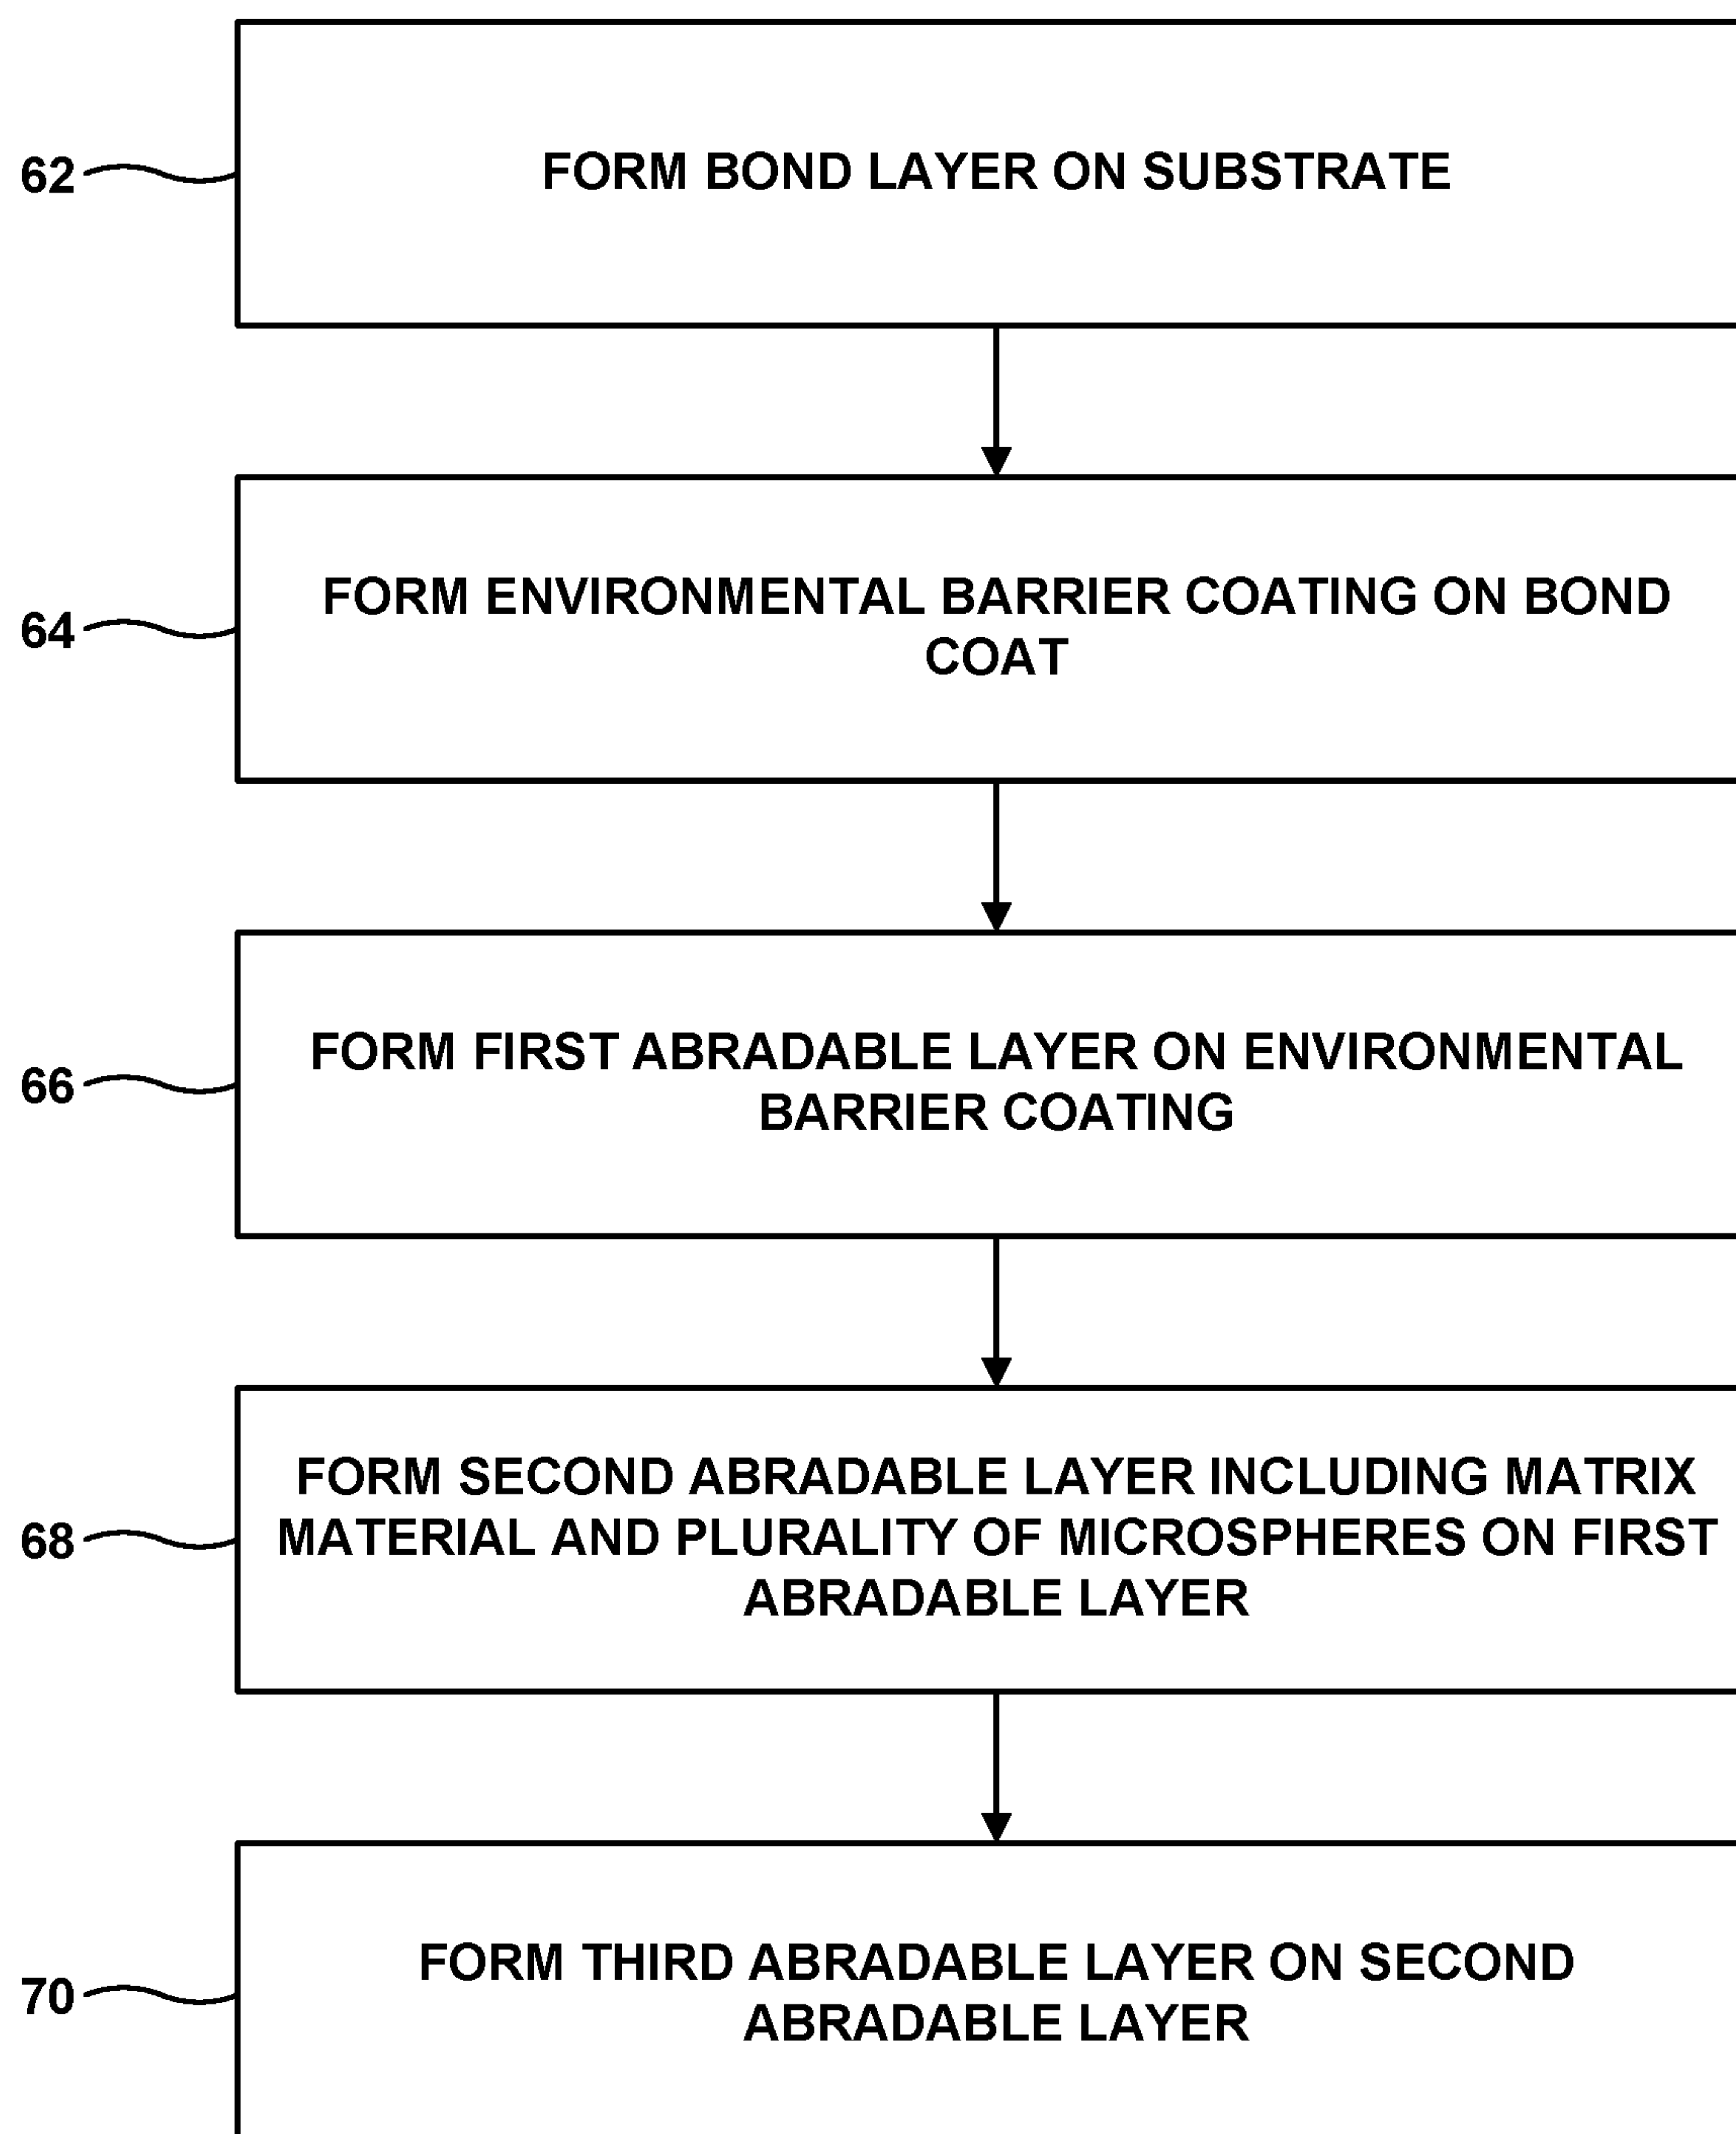 62
FORM BOND LAYER ON SUBSTRATE
64
FORM ENVIRONMENTAL BARRIER COATING ON BOND
COAT
66
FORM FIRST ABRADABLE LAYER ON ENVIRONMENTAL
BARRIER COATING
68
FORM SECOND ABRADABLE LAYER INCLUDING MATRIX
MATERIAL AND PLURALITY OF MICROSPHERES ON FIRST
ABRADABLE LAYER
70
FORM THIRD ABRADABLE LAYER ON SECOND
ABRADABLE LAYER